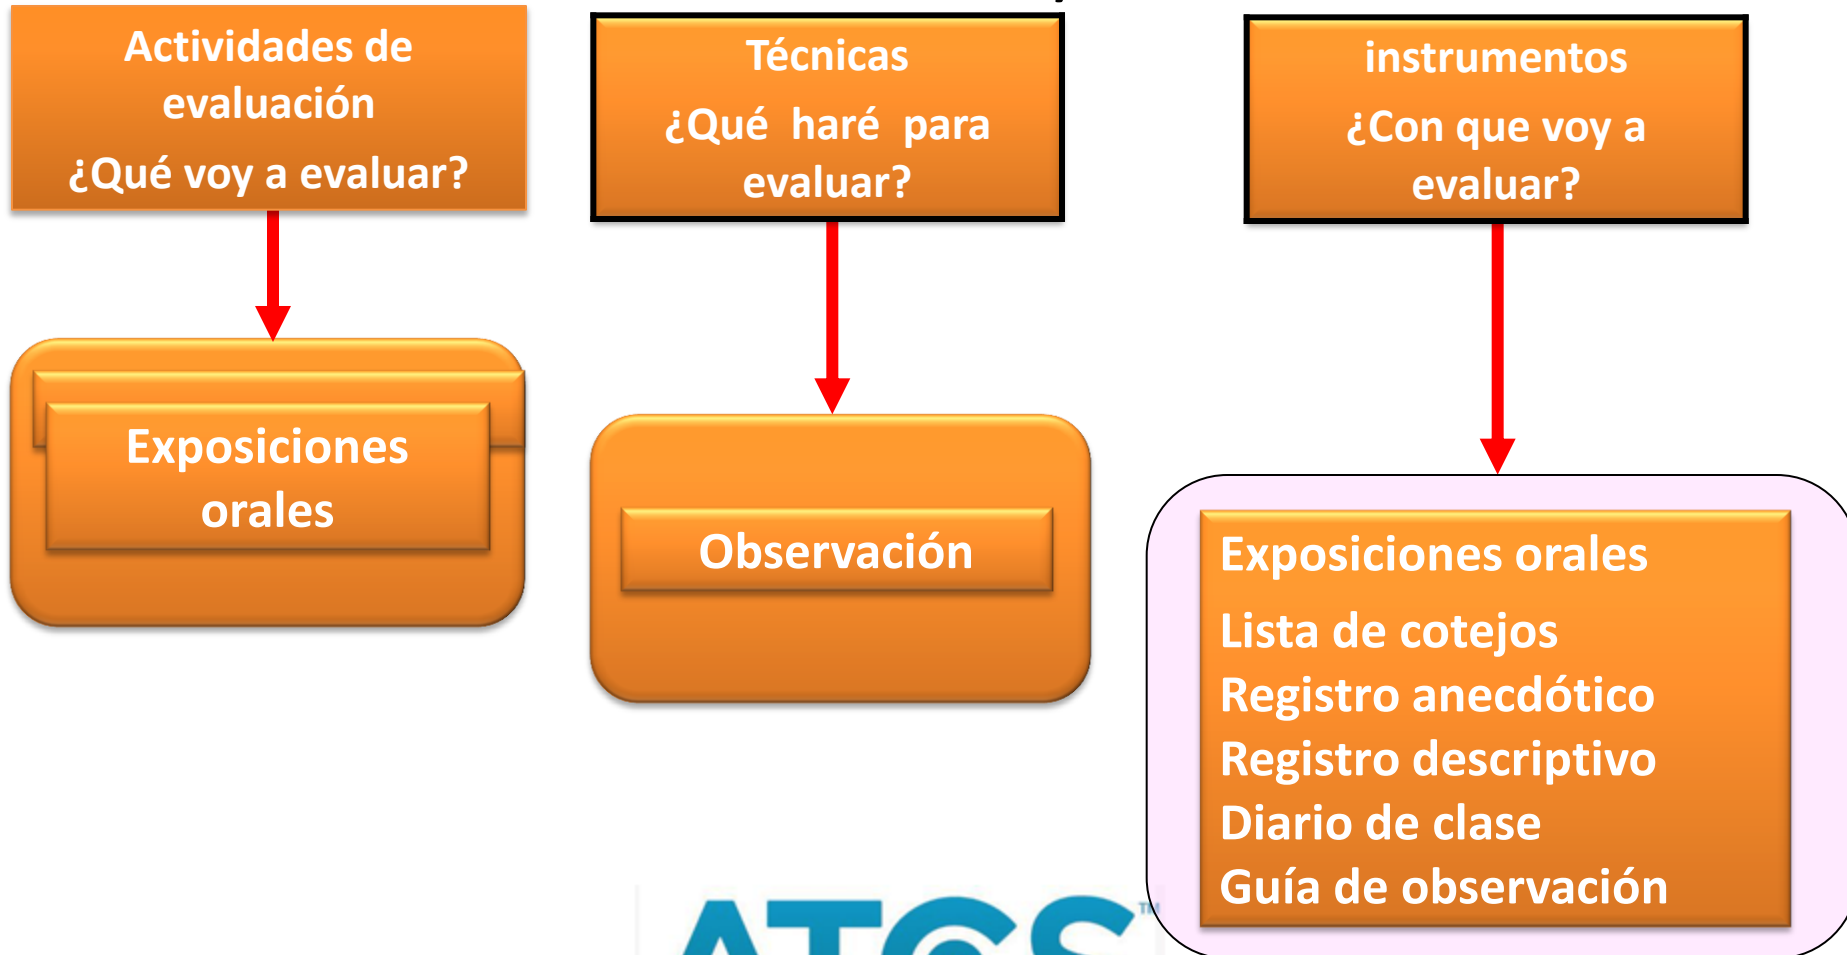 Actividades de
evaluación
¿Qué voy a evaluar?
Técnicas
¿Qué haré para
evaluar?
instrumentos
¿Con que voy a
evaluar?
Exposiciones
orales
Observación
Exposiciones orales
Lista de cotejos
Registro anecdótico
Registro descriptivo
Diario de clase
Guía de observación
TM